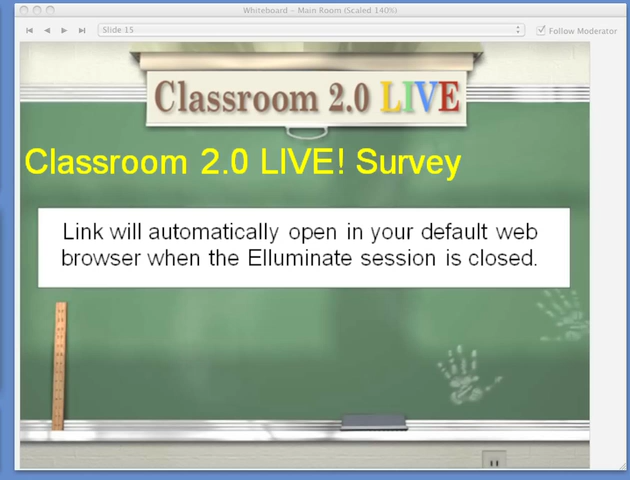 Whiteboard – Main Room (Scaled 140%)
Slide 15
Follow Moderator
Classroom 2.0 LIVE
Classroom 2.0 LIVE! Survey
Link will automatically open in your default web
browser when the Elluminate session is closed.